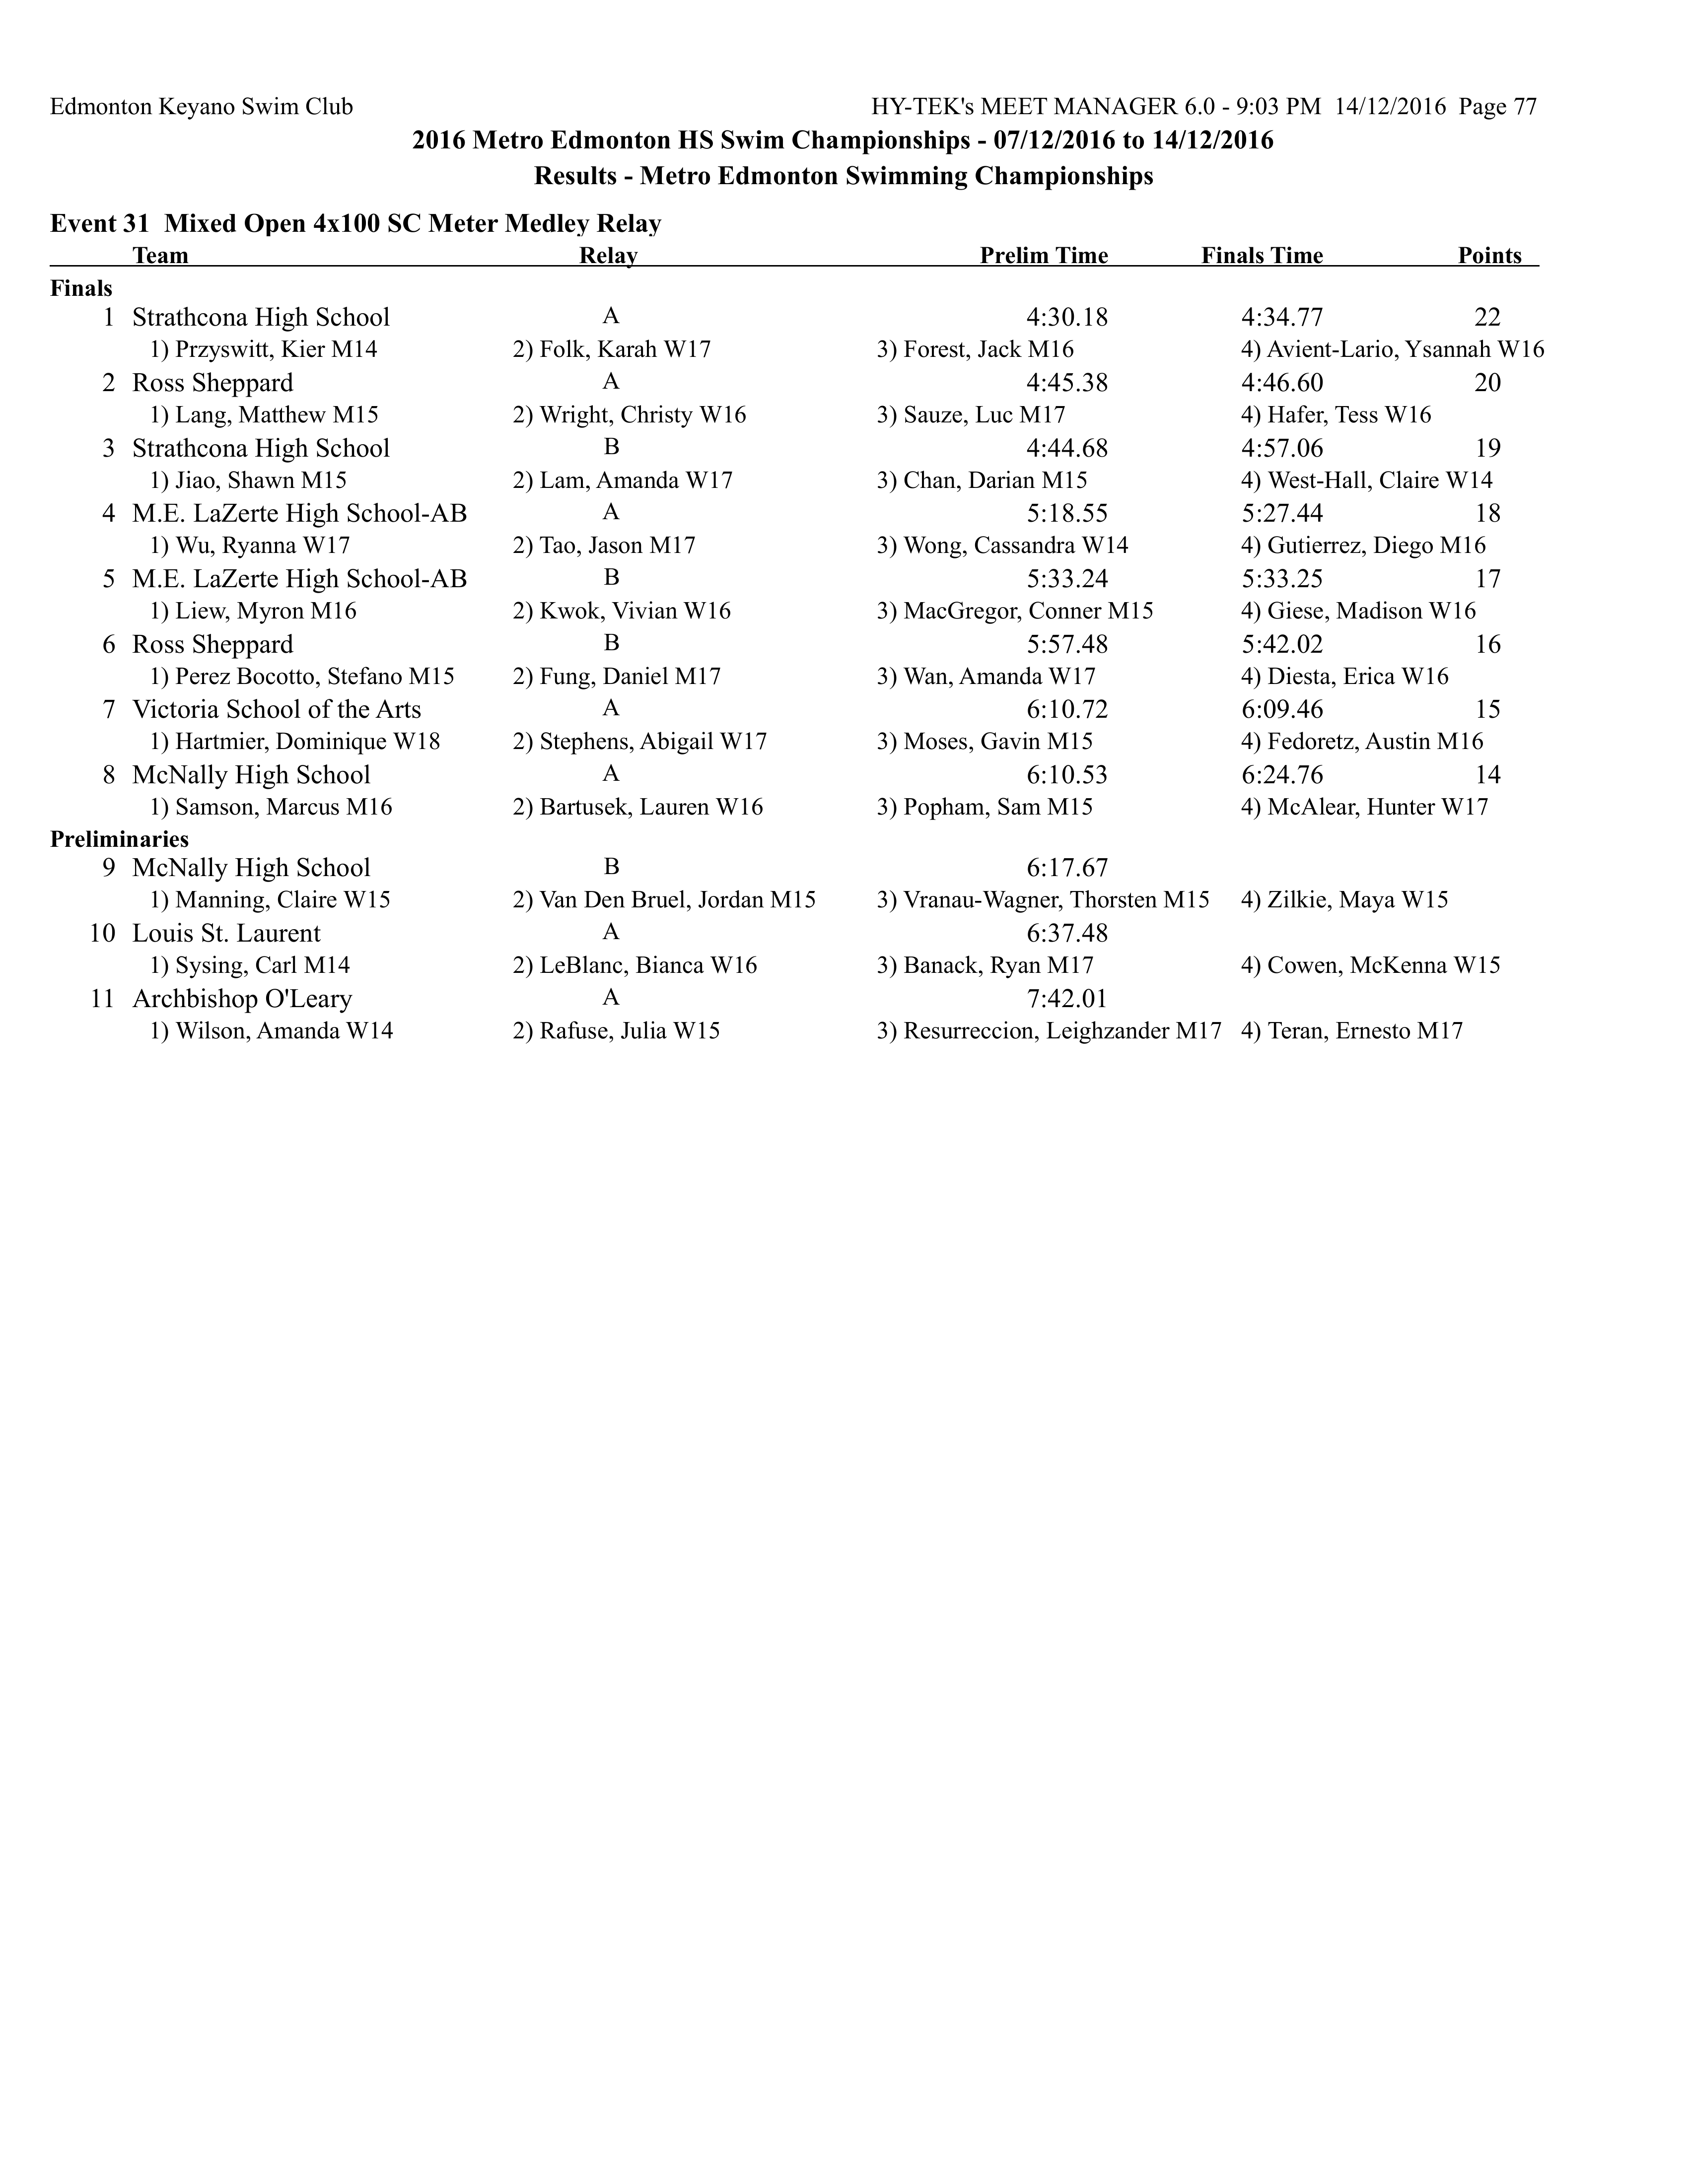 Edmonton Keyano Swim Club HY-TEK's MEET MANAGER 6.0 - 9:03 PM 14/12/2016 Page 77
2016 Metro Edmonton HS Swim Championships - 07/12/2016 to 14/12/2016
Results - Metro Edmonton Swimming Championships
Event 31 Mixed Open 4x100 SC Meter Medley Relay
Team Relay Prelim Time Finals Time Points
Finals
1 Strathcona High School A 4:30.18 4:34.77 22
1) Przyswitt, Kier M14 2) Folk, Karah W17 3) Forest, Jack M16 4) Avient-Lario, Ysannah W16
2 Ross Sheppard A 4:45.38 4:46.60 20
1) Lang, Matthew M15 2) Wright, Christy W16 3) Sauze, Luc M17 4) Hafer, Tess W16
3 Strathcona High School B 4:44.68 4:57.06 19
1) Jiao, Shawn M15 2) Lam, Amanda W17 3) Chan, Darian M15 4) West-Hall, Claire W14
4 M.E. LaZerte High School-AB A 5:18.55 5:27.44 18
1) Wu, Ryanna W17 2) Tao, Jason M17 3) Wong, Cassandra W14 4) Gutierrez, Diego M16
5 M.E. LaZerte High School-AB B 5:33.24 5:33.25 17
1) Liew, Myron M16 2) Kwok, Vivian W16 3) MacGregor, Conner M15 4) Giese, Madison W16
6 Ross Sheppard B 5:57.48 5:42.02 16
1) Perez Bocotto, Stefano M15 2) Fung, Daniel M17 3) Wan, Amanda W17 4) Diesta, Erica W16
7 Victoria School of the Arts A 6:10.72 6:09.46 15
1) Hartmier, Dominique W18 2) Stephens, Abigail W17 3) Moses, Gavin M15 4) Fedoretz, Austin M16
8 McNally High School A 6:10.53 6:24.76 14
1) Samson, Marcus M16 2) Bartusek, Lauren W16 3) Popham, Sam M15 4) McAlear, Hunter W17
Preliminaries
9 McNally High School B 6:17.67
1) Manning, Claire W15 2) Van Den Bruel, Jordan M15 3) Vranau-Wagner, Thorsten M15 4) Zilkie, Maya W15
10 Louis St. Laurent A 6:37.48
1) Sysing, Carl M14 2) LeBlanc, Bianca W16 3) Banack, Ryan M17 4) Cowen, McKenna W15
11 Archbishop O'Leary A 7:42.01
1) Wilson, Amanda W14 2) Rafuse, Julia W15 3) Resurreccion, Leighzander M17 4) Teran, Ernesto M17